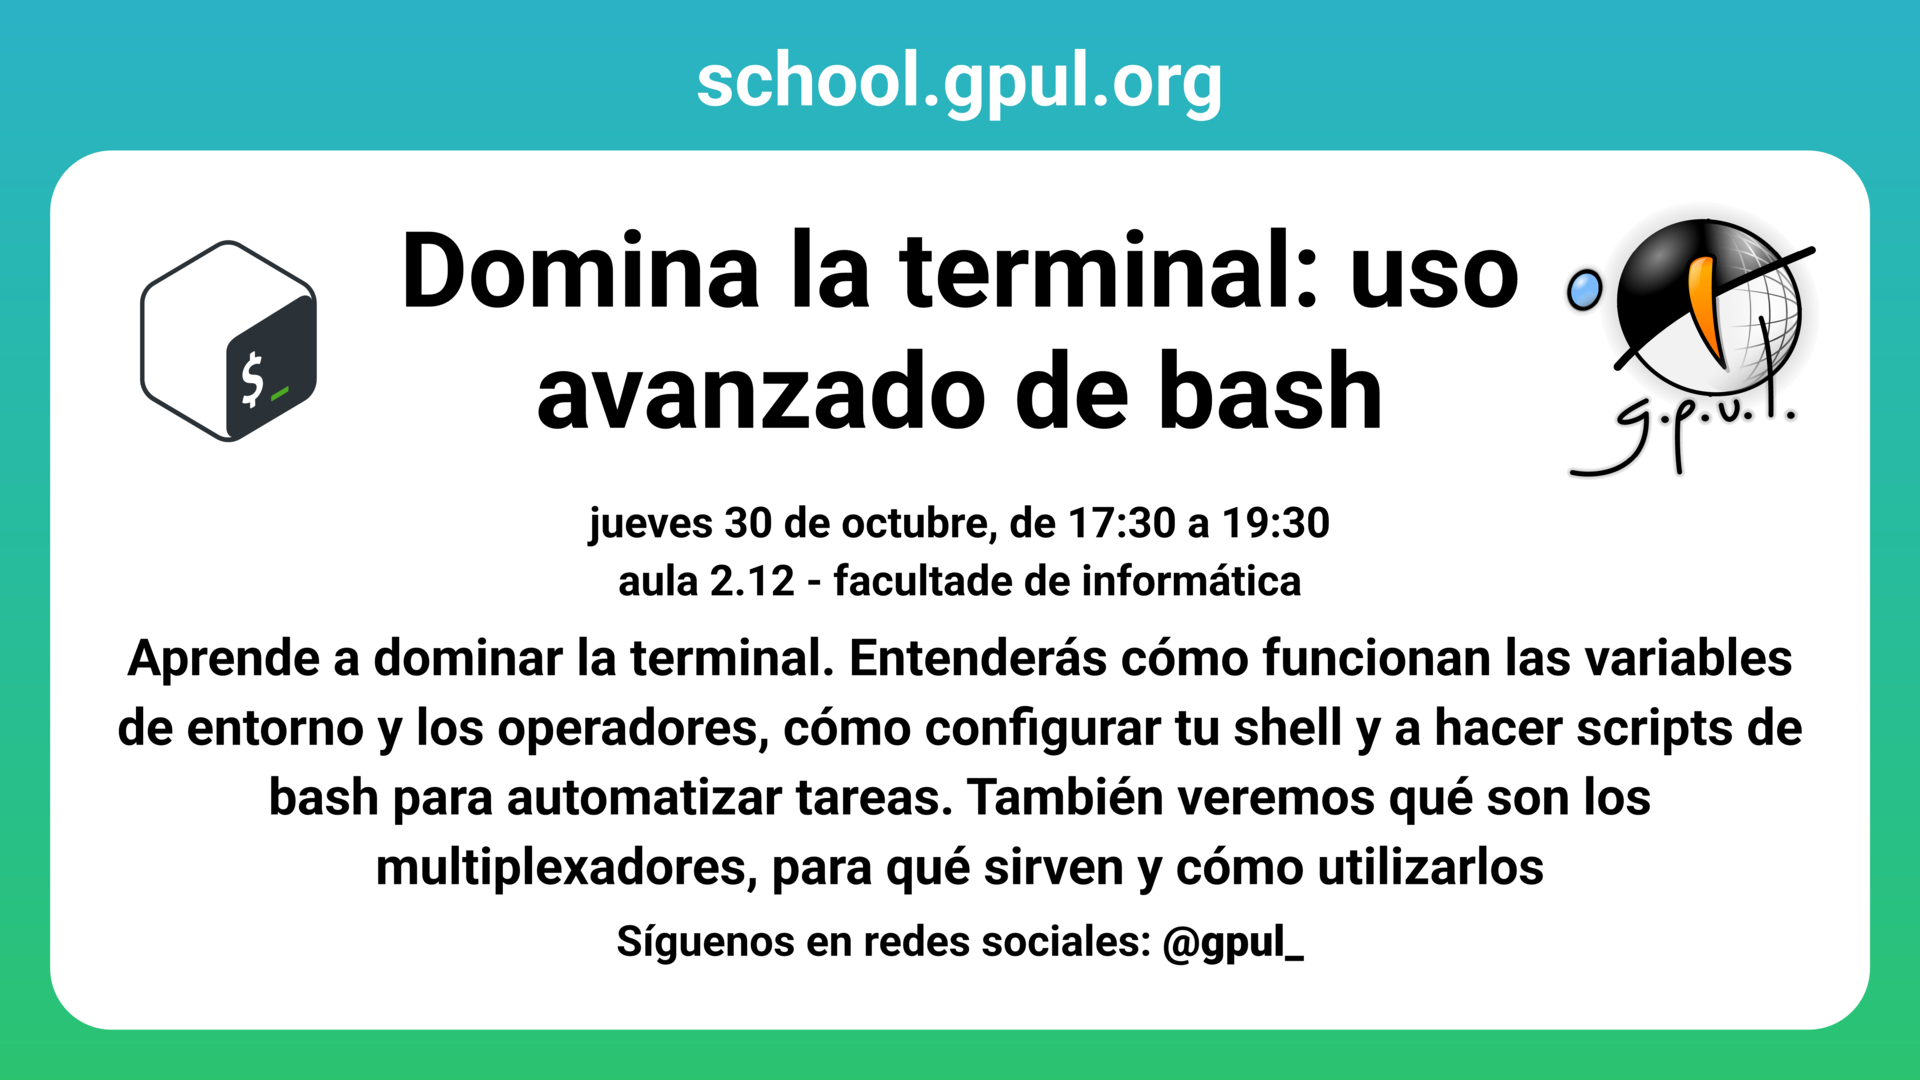 school.gpul.org
Domina la terminal: uso
avanzado de bash
$_
g.p.u.l.
jueves 30 de octubre, de 17:30 a 19:30
aula 2.12 - facultade de informática
Aprende a dominar la terminal. Entenderás cómo funcionan las variables
de entorno y los operadores, cómo configurar tu shell y a hacer scripts de
bash para automatizar tareas. También veremos qué son los
multiplexadores, para qué sirven y cómo utilizarlos
Síguenos en redes sociales: @gpul_